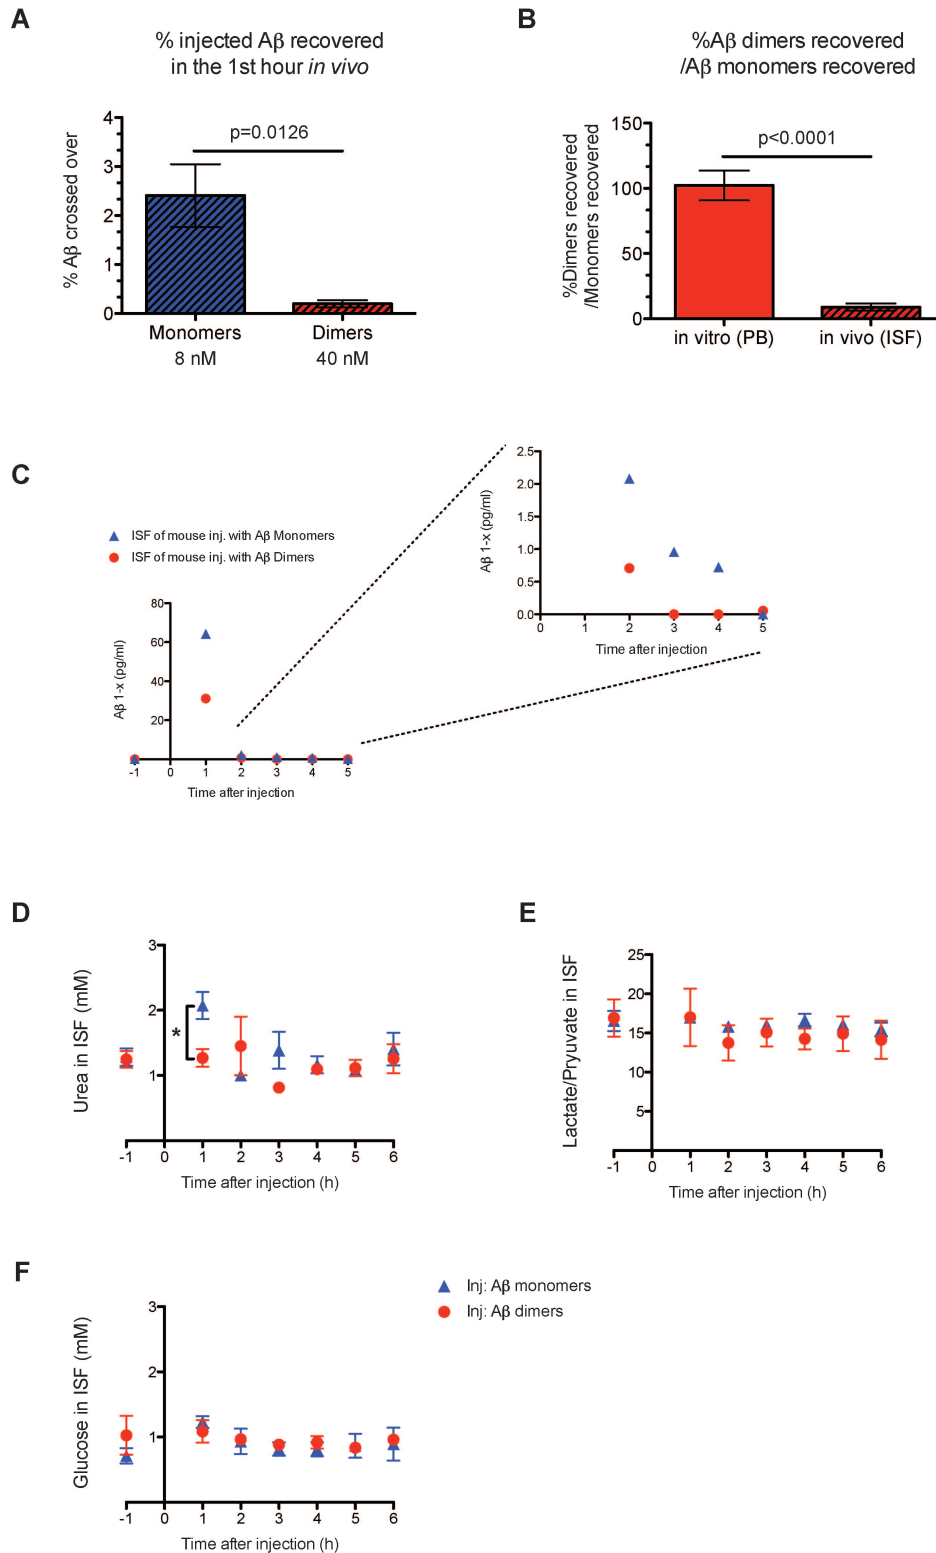 A
% injected Aβ recovered
in the 1st hour in vivo
% Aβ crossed over
4
3
2
1
0
p=0.0126
Monomers
Dimers
8 nM
40 nM
B
%Aβ dimers recovered
/Aβ monomers recovered
%Dimers recovered
/Monomers recovered
150
100
50
0
p<0.0001
in vitro (PB)
in vivo (ISF)
C
ISF of mouse inj. with Aβ Monomers
ISF of mouse inj. with Aβ Dimers
Aβ 1-x (pg/ml)
80
60
40
20
-1 0 1 2 3 4 5
Time after injection
Aβ 1-x (pg/ml)
2.5
2.0
1.5
1.0
0.5
0.0
0 1 2 3 4 5
Time after injection
D
Urea in ISF (mM)
3
2
1
*
-1 0 1 2 3 4 5 6
Time after injection (h)
E
Lactate/Pryuvate in ISF
25
20
15
10
5
-1 0 1 2 3 4 5 6
Time after injection (h)
F
Glucose in ISF (mM)
3
2
1
-1 0 1 2 3 4 5 6
Time after injection (h)
Inj: Aβ monomers
Inj: Aβ dimers